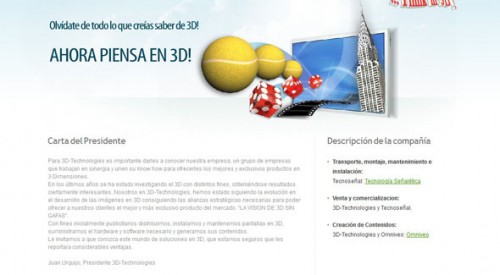 Olvídate de todo lo que creías saber de 3D!
AHORA PIENSA EN 3D!
Carta del Presidente
Para 3D-Technologies es importante darles a conocer nuestra empresa, un grupo de empresas
que trabajan en sinergia y unen su know how para ofrecerles los mejores y exclusivos productos en
3-Dimensiones.
En los últimos años se ha estado investigando el 3D con distintos fines, obteniéndose resultados
ciertamente interesantes. Nosotros en 3D-Technologies, hemos estado siguiendo la evolución en
el desarrollo de las imágenes en 3D consiguiendo las alianzas estratégicas necesarias para poder
ofrecer a nuestros clientes el mejor y más exclusivo producto del mercado. "LA VISION DE 3D SIN
GAFAS"
Con fines inicialmente publicitarios diseñamos, instalamos y mantenemos pantallas en 3D,
suministramos el hardware y software necesario y generamos sus contenidos.
Le invitamos a que conozca este mundo de soluciones en 3D, que estamos seguros que les
reportará considerables ventajas.
Juan Urquijo, Presidente 3D-Technologies
Descripción de la compañía
Transporte, montaje, mantenimiento e
instalación:
Tecnoseñal: Tecnología Señalética
Venta y comercializacion:
3D-Technologies y Tecnoseñal.
Creación de Contenidos:
3D-Technologies y Omniveo: Omniveo